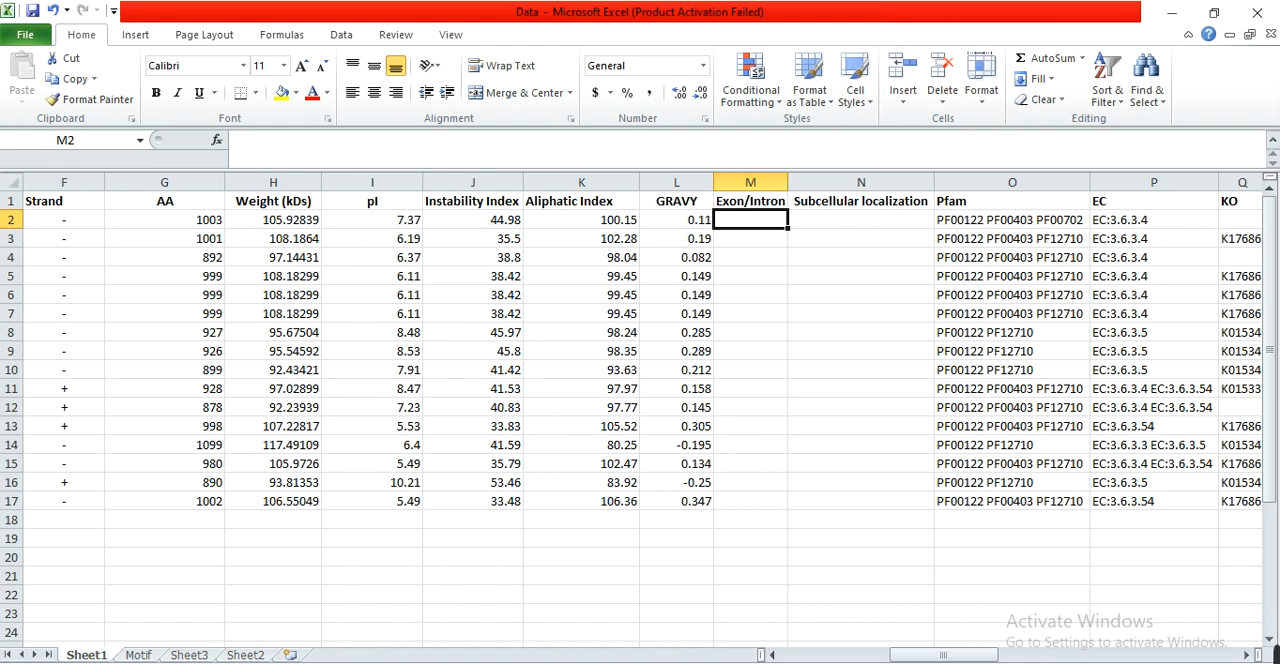 Data - Microsoft Excel (Product Activation Failed)
File Home Insert Page Layout Formulas Data Review View
Cut
Copy
Format Painter
Paste
Clipboard
Calibri 11
B I U
Font
Wrap Text
Merge & Center
Alignment
General
$ % ,
Number
Conditional Formatting
Format as Table
Cell Styles
Styles
Insert Delete Format
Cells
AutoSum
Fill
Clear
Sort & Filter
Find & Select
Editing
M2 fx
F G H I J K L M N O P Q
1 Strand AA Weight (kDs) pI Instability Index Aliphatic Index GRAVY Exon/Intron Subcellular localization Pfam EC KO
2 - 1003 105.92839 7.37 44.98 100.15 0.11 PF00122 PF00403 PF00702 EC:3.6.3.4
3 - 1001 108.1864 6.19 35.5 102.28 0.19 PF00122 PF00403 PF12710 EC:3.6.3.4 K17686
4 - 892 97.14431 6.37 38.8 98.04 0.082 PF00122 PF00403 PF12710 EC:3.6.3.4
5 - 999 108.18299 6.11 38.42 99.45 0.149 PF00122 PF00403 PF12710 EC:3.6.3.4 K17686
6 - 999 108.18299 6.11 38.42 99.45 0.149 PF00122 PF00403 PF12710 EC:3.6.3.4 K17686
7 - 999 108.18299 6.11 38.42 99.45 0.149 PF00122 PF00403 PF12710 EC:3.6.3.4 K17686
8 - 927 95.67504 8.48 45.97 98.24 0.285 PF00122 PF12710 EC:3.6.3.5 K01534
9 - 926 95.54592 8.53 45.8 98.35 0.289 PF00122 PF12710 EC:3.6.3.5 K01534
10 - 899 92.43421 7.91 41.42 93.63 0.212 PF00122 PF12710 EC:3.6.3.5 K01534
11 + 928 97.02899 8.47 41.53 97.97 0.158 PF00122 PF00403 PF12710 EC:3.6.3.4 EC:3.6.3.54 K01533
12 + 878 92.23939 7.23 40.83 97.77 0.145 PF00122 PF00403 PF12710 EC:3.6.3.4 EC:3.6.3.54
13 + 998 107.22817 5.53 33.83 105.52 0.305 PF00122 PF00403 PF12710 EC:3.6.3.54 K17686
14 - 1099 117.49109 6.4 41.59 80.25 -0.195 PF00122 PF12710 EC:3.6.3.3 EC:3.6.3.5 K01534
15 - 980 105.9726 5.49 35.79 102.47 0.134 PF00122 PF00403 PF12710 EC:3.6.3.4 EC:3.6.3.54 K17686
16 + 890 93.81353 10.21 53.46 83.92 -0.25 PF00122 PF12710 EC:3.6.3.5 K01534
17 - 1002 106.55049 5.49 33.48 106.36 0.347 PF00122 PF00403 PF12710 EC:3.6.3.54 K17686
18
19
20
21
22
23
24
Activate Windows
Go to Settings to activate Windows.
Sheet1 Motif Sheet3 Sheet2